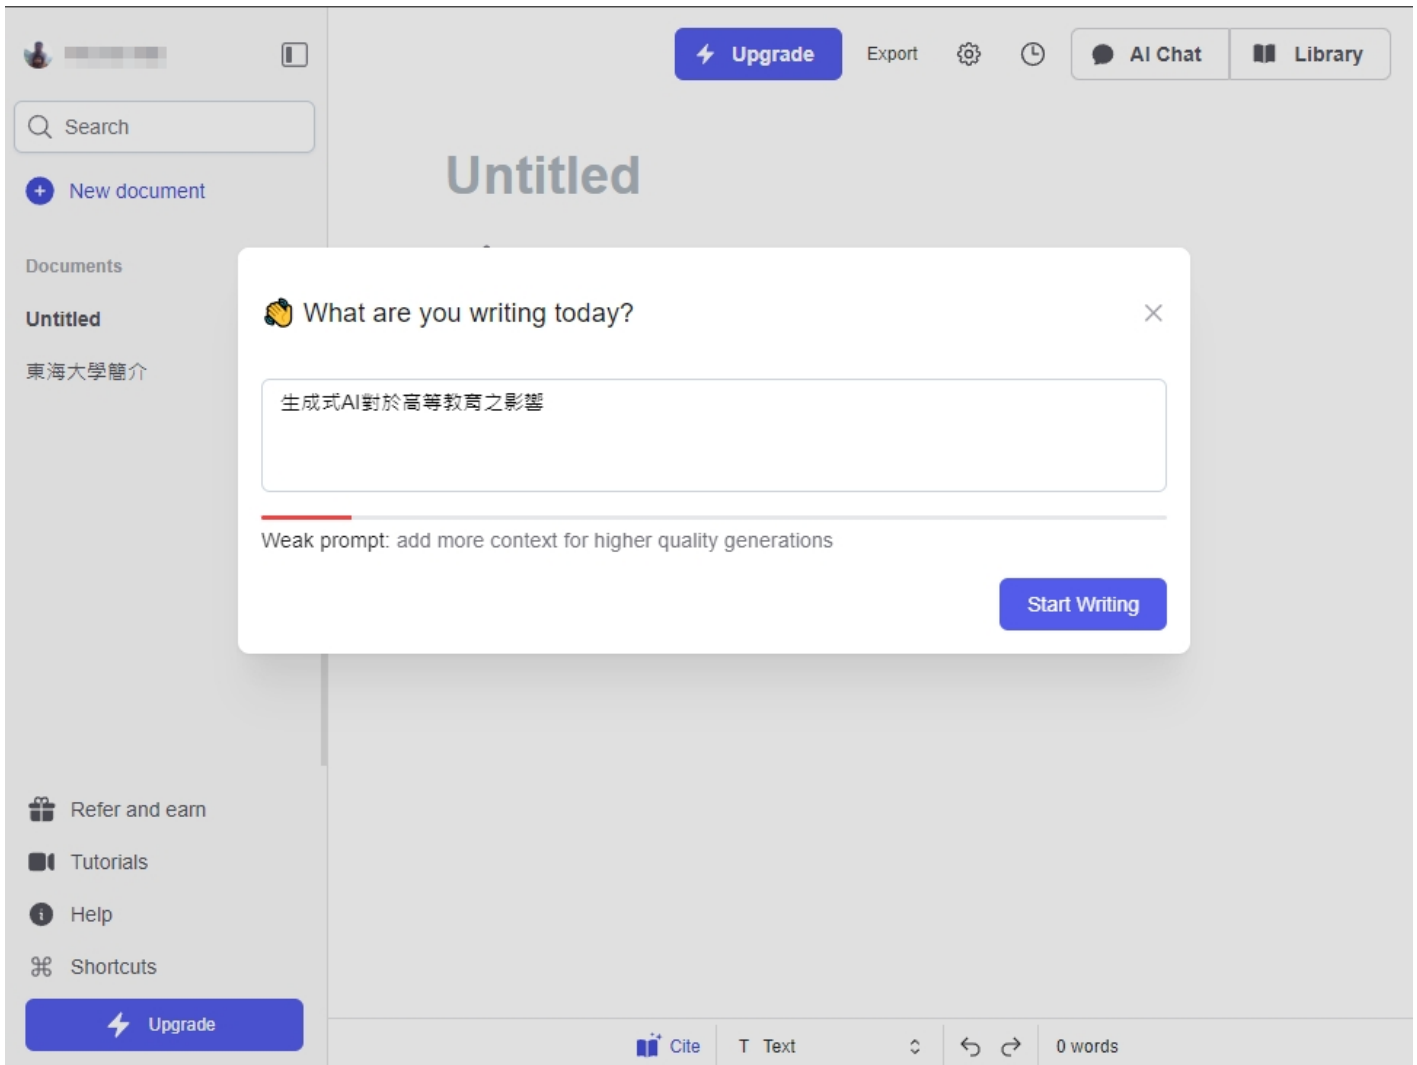 Upgrade
Export
AI Chat
Library
Search
New document
Untitled
Documents
Untitled
東海大學簡介
What are you writing today?
生成式AI對於高等教育之影響
Weak prompt: add more context for higher quality generations
Start Writing
Refer and earn
Tutorials
Help
Shortcuts
Upgrade
Cite
T Text
0 words